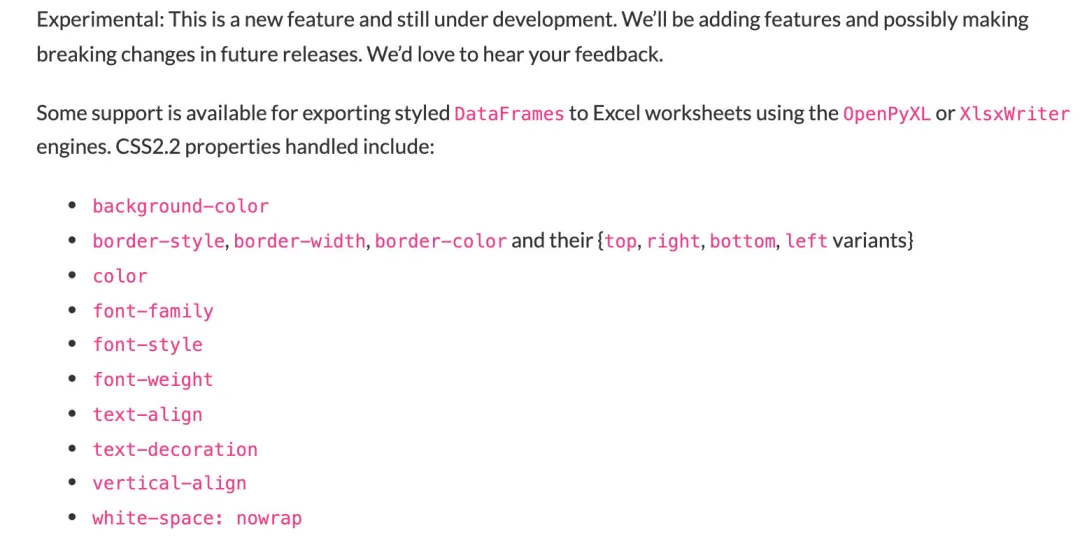 Experimental: This is a new feature and still under development. We’ll be adding features and possibly making
breaking changes in future releases. We’d love to hear your feedback.
Some support is available for exporting styled DataFrames to Excel worksheets using the OpenPyXL or XlsxWriter
engines. CSS2.2 properties handled include:
• background-color
• border-style, border-width, border-color and their {top, right, bottom, left variants}
• color
• font-family
• font-style
• font-weight
• text-align
• text-decoration
• vertical-align
• white-space: nowrap